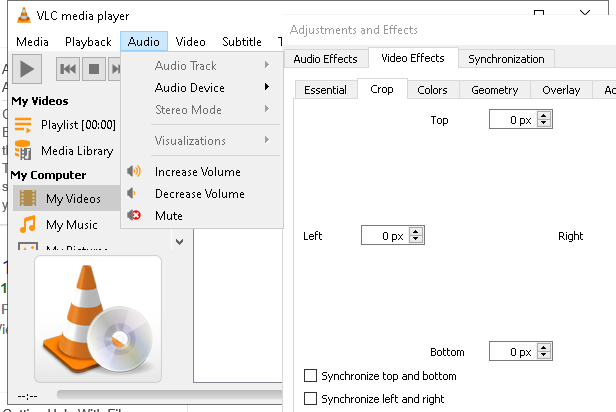 VLC media player
Media Playback Audio Video Subtitle
My Videos
Playlist [00:00]
Media Library
My Computer
My Videos
My Music
My Pictures
--:--
Audio Track
Audio Device
Stereo Mode
Visualizations
Increase Volume
Decrease Volume
Mute
Adjustments and Effects
Audio Effects Video Effects Synchronization
Essential Crop Colors Geometry Overlay
Top 0 px
Left 0 px Right
Bottom 0 px
Synchronize top and bottom
Synchronize left and right